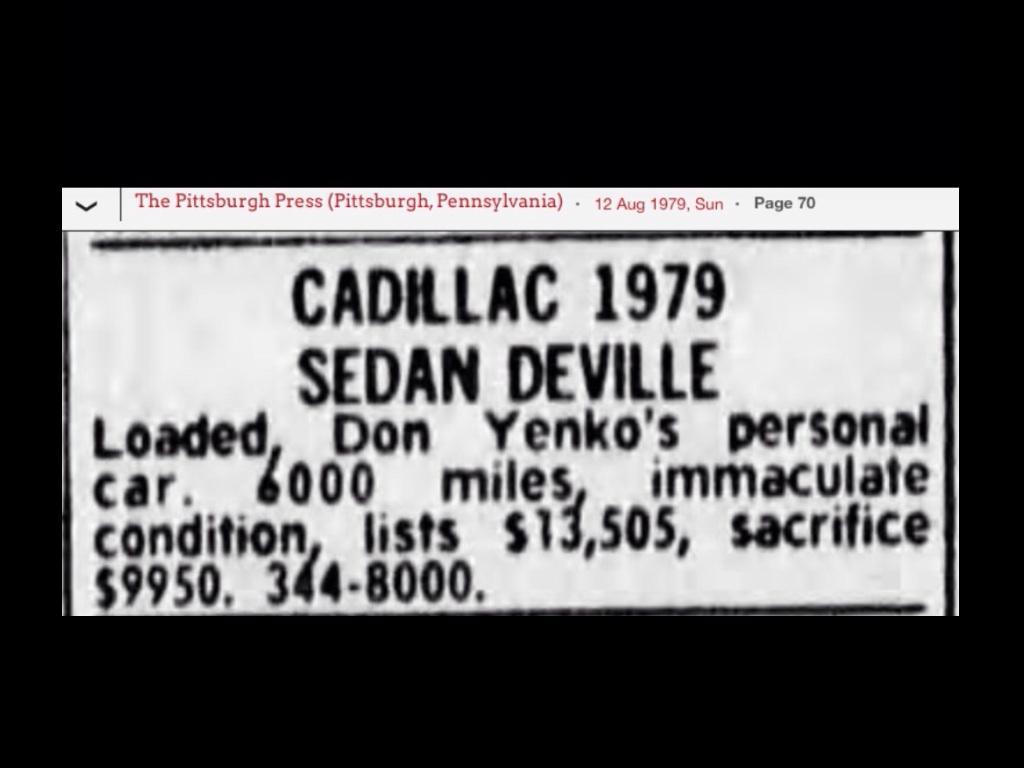 The Pittsburgh Press (Pittsburgh, Pennsylvania) · 12 Aug 1979, Sun · Page 70
CADILLAC 1979
SEDAN DEVILLE
Loaded, Don Yenko's personal
car. 6000 miles, immaculate
condition, lists $13,505, sacrifice
$9950. 344-8000.